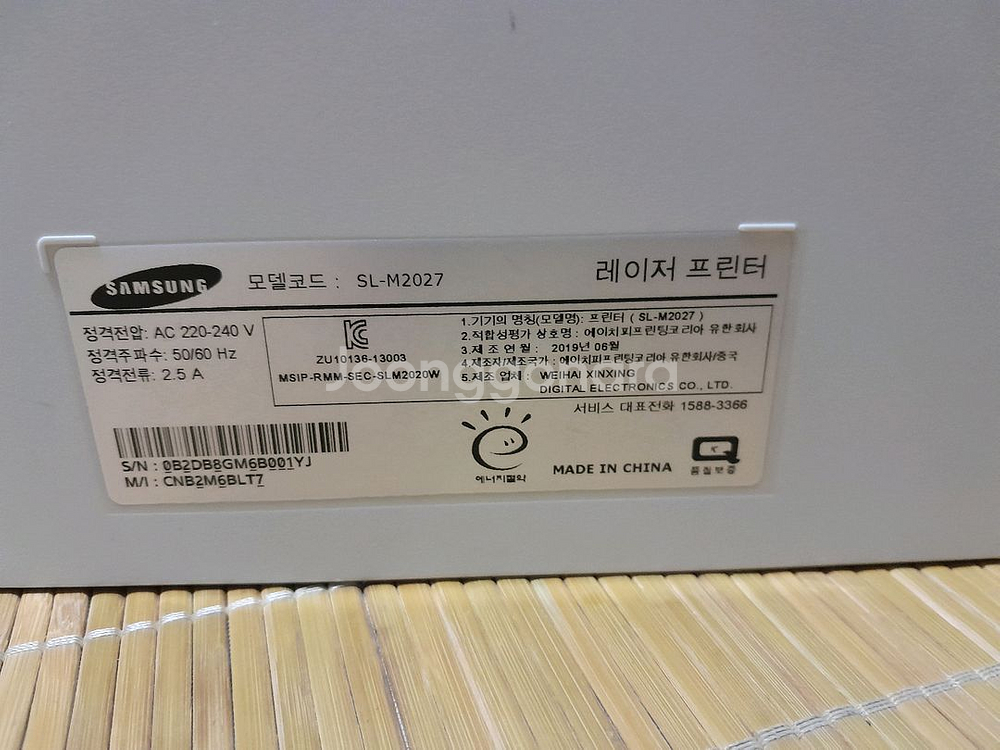 SAMSUNG 모델코드 : SL-M2027 레이저 프린터
정격전압: AC 220-240 V
정격주파수: 50/60 Hz
정격전류: 2.5 A
KC
ZU10136-13003
MSIP-RMM-SEC-SLM2020W
1.기기의 명칭(모델명): 프린터 ( SL-M2027 )
2.적합성평가 상호명 : 에이치피프린팅코리아 유한회사
3.제 조 연 월 : 2019년 06월
4.제조자/제조국가 : 에이치피프린팅코리아 유한회사/중국
5.제조 업체 : WEIHAI XINXING
DIGITAL ELECTRONICS CO., LTD.
서비스 대표전화 1588-3366
S/N : 0B2DB8GM6B001YJ
M/I : CNB2M6BLT7
에너지절약
MADE IN CHINA
Q
품질보증